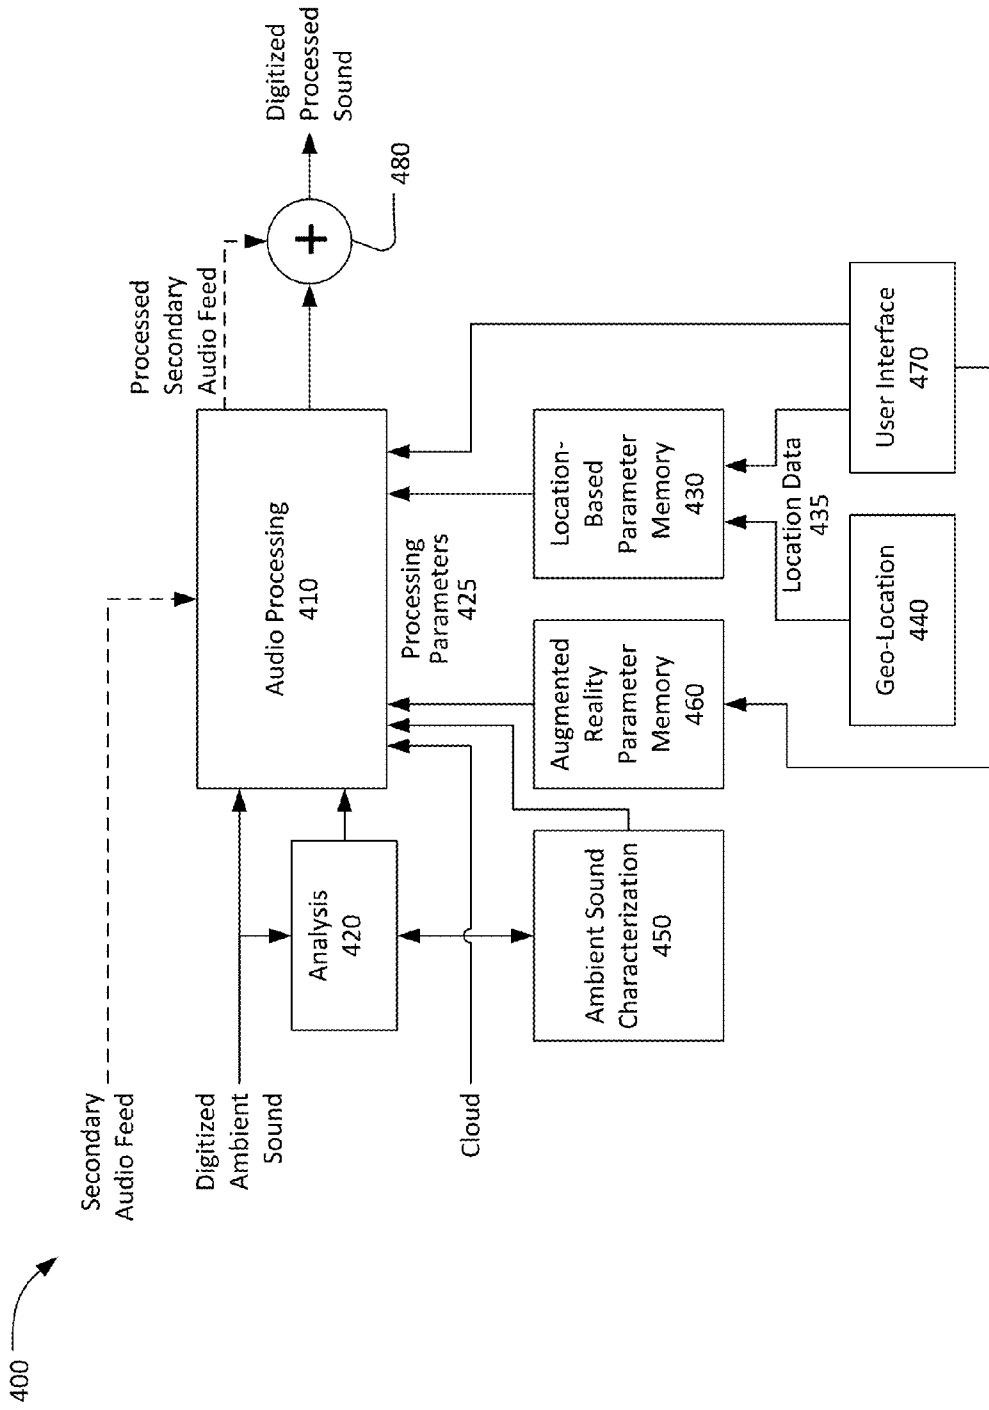 400
Secondary
Audio Feed
Digitized
Ambient
Sound
Cloud
Analysis
420
Ambient Sound
Characterization
450
Audio Processing
410
Processing
Parameters
425
Augmented
Reality
Parameter
Memory
460
Location-
Based
Parameter
Memory
430
Location Data
435
Geo-Location
440
User Interface
470
Processed
Secondary
Audio Feed
+
480
Digitized
Processed
Sound